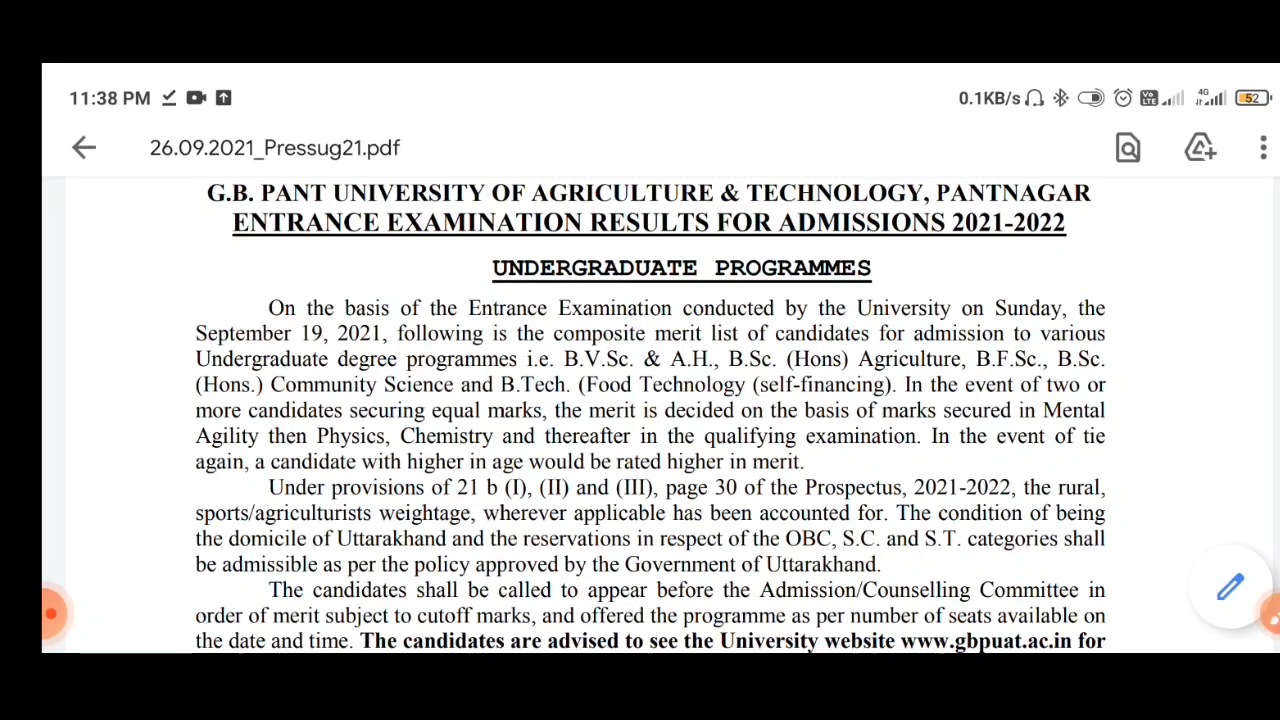 11:38 PM 0.1KB/s Vo LTE 4G 52
26.09.2021_Pressug21.pdf
G.B. PANT UNIVERSITY OF AGRICULTURE & TECHNOLOGY, PANTNAGAR
ENTRANCE EXAMINATION RESULTS FOR ADMISSIONS 2021-2022
UNDERGRADUATE PROGRAMMES
On the basis of the Entrance Examination conducted by the University on Sunday, the
September 19, 2021, following is the composite merit list of candidates for admission to various
Undergraduate degree programmes i.e. B.V.Sc. & A.H., B.Sc. (Hons) Agriculture, B.F.Sc., B.Sc.
(Hons.) Community Science and B.Tech. (Food Technology (self-financing). In the event of two or
more candidates securing equal marks, the merit is decided on the basis of marks secured in Mental
Agility then Physics, Chemistry and thereafter in the qualifying examination. In the event of tie
again, a candidate with higher in age would be rated higher in merit.
Under provisions of 21 b (I), (II) and (III), page 30 of the Prospectus, 2021-2022, the rural,
sports/agriculturists weightage, wherever applicable has been accounted for. The condition of being
the domicile of Uttarakhand and the reservations in respect of the OBC, S.C. and S.T. categories shall
be admissible as per the policy approved by the Government of Uttarakhand.
The candidates shall be called to appear before the Admission/Counselling Committee in
order of merit subject to cutoff marks, and offered the programme as per number of seats available on
the date and time. The candidates are advised to see the University website www.gbpuat.ac.in for